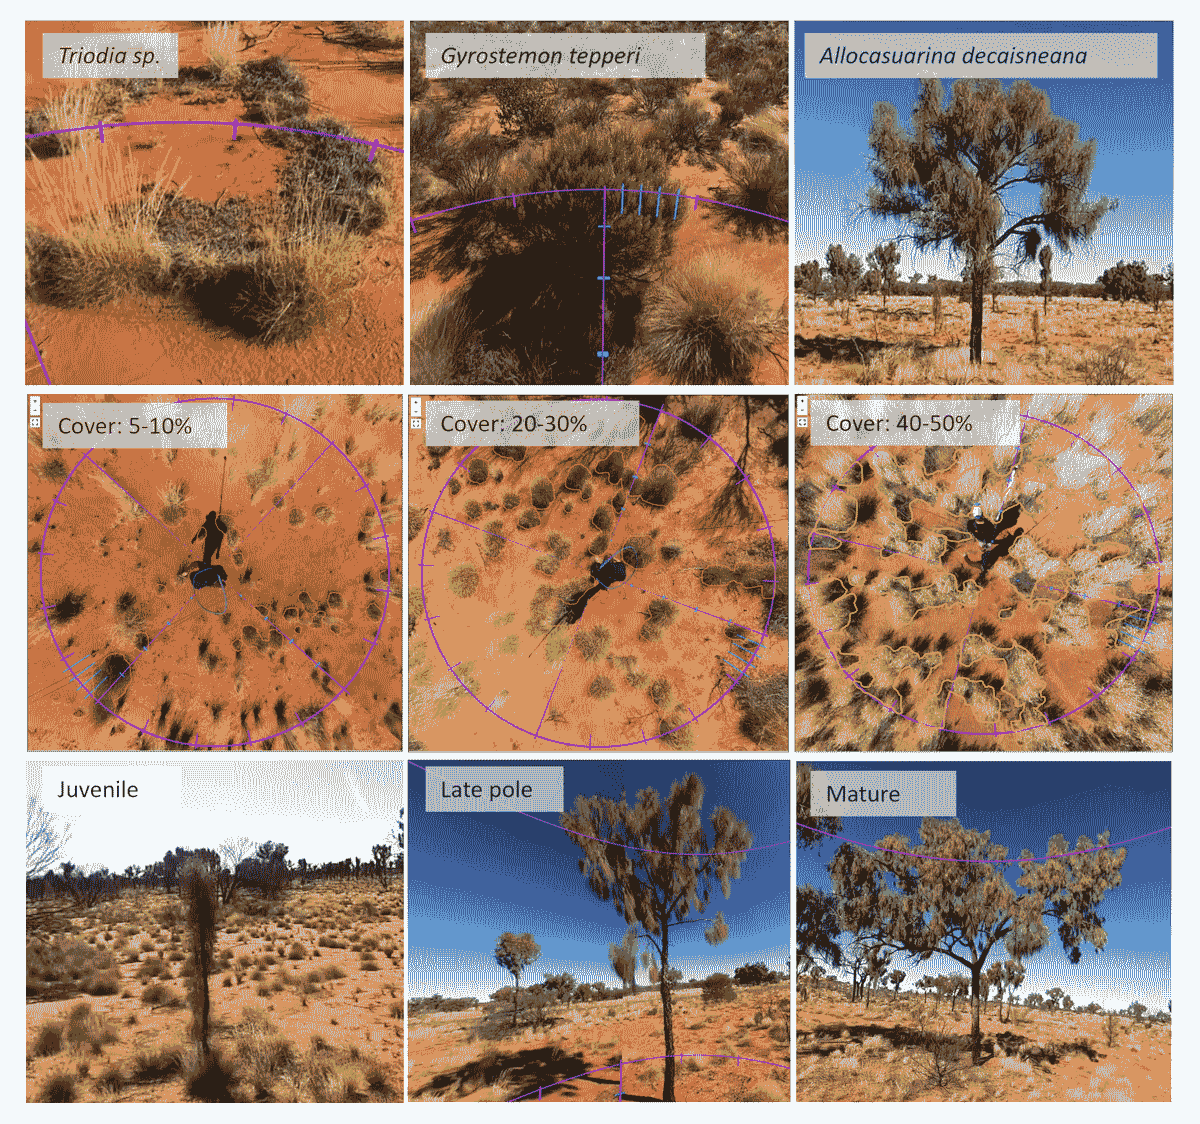 Triodia sp.
Gyrostemon tepperi
Allocasuarina decaisneana
Cover: 5-10%
Cover: 20-30%
Cover: 40-50%
Juvenile
Late pole
Mature